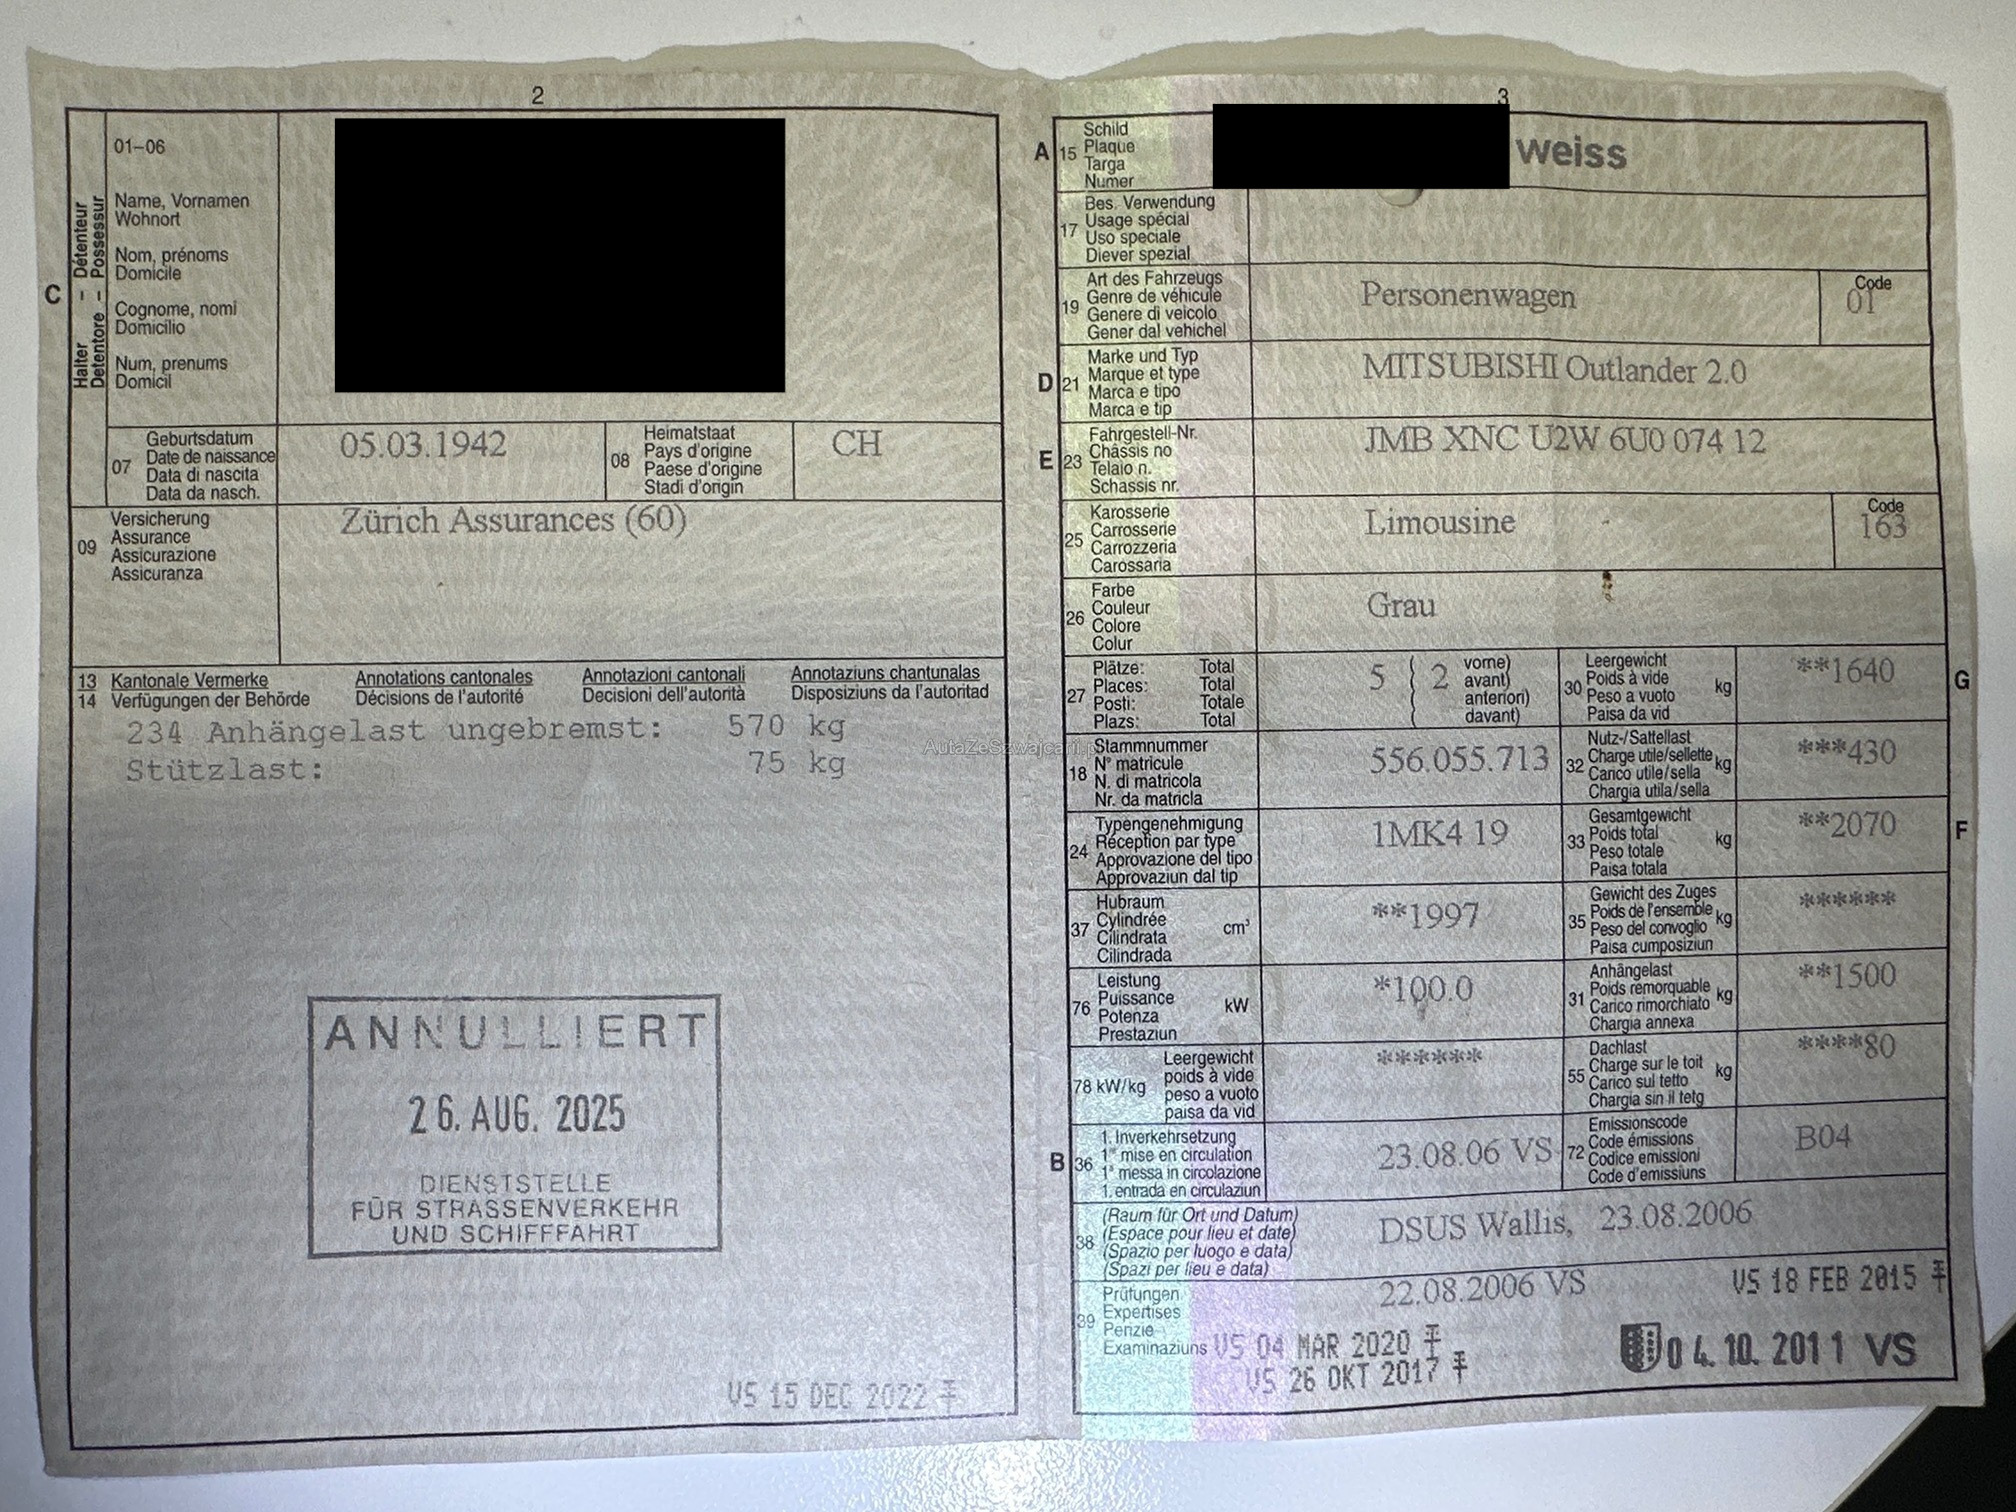 2
01–06
Name, Vornamen
Wohnort
Nom, prénoms
Domicile
Cognome, nomi
Domicilio
Num, prenums
Domicil
C
Halter – Détenteur
Detentore – Possessur
07
Geburtsdatum
Date de naissance
Data di nascita
Data da nasch.
05.03.1942
08
Heimatstaat
Pays d'origine
Paese d'origine
Stadi d'origin
CH
09
Versicherung
Assurance
Assicurazione
Assicuranza
Zürich Assurances (60)
13 Kantonale Vermerke Annotations cantonales Annotazioni cantonali Annotaziuns chantunalas
14 Verfügungen der Behörde Décisions de l'autorité Decisioni dell'autorità Disposiziuns da l'autoritad
234 Anhängelast ungebremst: 570 kg
Stützlast: 75 kg
ANNULLIERT
26. AUG. 2025
DIENSTSTELLE
FÜR STRASSENVERKEHR
UND SCHIFFFAHRT
VS 15 DEC 2022
3
A 15
Schild
Plaque
Targa
Numer
weiss
17
Bes. Verwendung
Usage spécial
Uso speciale
Diever spezial
19
Art des Fahrzeugs
Genre de véhicule
Genere di veicolo
Gener dal vehichel
Personenwagen
Code
01
D 21
Marke und Typ
Marque et type
Marca e tipo
Marca e tip
MITSUBISHI Outlander 2.0
E 23
Fahrgestell-Nr.
Châssis no
Telaio n.
Schassis nr.
JMB XNC U2W 6U0 074 12
25
Karosserie
Carrosserie
Carrozzeria
Carossaria
Limousine
Code
163
26
Farbe
Couleur
Colore
Colur
Grau
27
Plätze: Total
Places: Total
Posti: Totale
Plazs: Total
5 ( 2 vorne)
avant)
anteriori)
davant)
30
Leergewicht
Poids à vide
Peso a vuoto
Paisa da vid
kg
**1640
G
18
Stammnummer
N° matricule
N. di matricola
Nr. da matricla
556.055.713
32
Nutz-/Sattellast
Charge utile/sellette
Carico utile/sella
Chargia utila/sella
kg
***430
24
Typengenehmigung
Réception par type
Approvazione del tipo
Approvaziun dal tip
1MK4 19
33
Gesamtgewicht
Poids total
Peso totale
Paisa totala
kg
**2070
F
37
Hubraum
Cylindrée
Cilindrata
Cilindrada
cm³
**1997
35
Gewicht des Zuges
Poids de l'ensemble
Peso del convoglio
Paisa cumposiziun
kg
******
76
Leistung
Puissance
Potenza
Prestaziun
kW
*100.0
31
Anhängelast
Poids remorquable
Carico rimorchiato
Chargia annexa
kg
**1500
78 kW/kg
Leergewicht
poids à vide
peso a vuoto
paisa da vid
******
55
Dachlast
Charge sur le toit
Carico sul tetto
Chargia sin il tetg
kg
****80
B 36
1. Inverkehrsetzung
1re mise en circulation
1a messa in circolazione
1. entrada en circulaziun
23.08.06 VS
72
Emissionscode
Code émissions
Codice emissioni
Code d'emissiuns
B04
38
(Raum für Ort und Datum)
(Espace pour lieu et date)
(Spazio per luogo e data)
(Spazi per lieu e data)
DSUS Wallis, 23.08.2006
39
Prüfungen
Expertises
Penzie
Examinaziuns
22.08.2006 VS
VS 18 FEB 2015
VS 04 MAR 2020
04. 10. 2011 VS
VS 26 OKT 2017